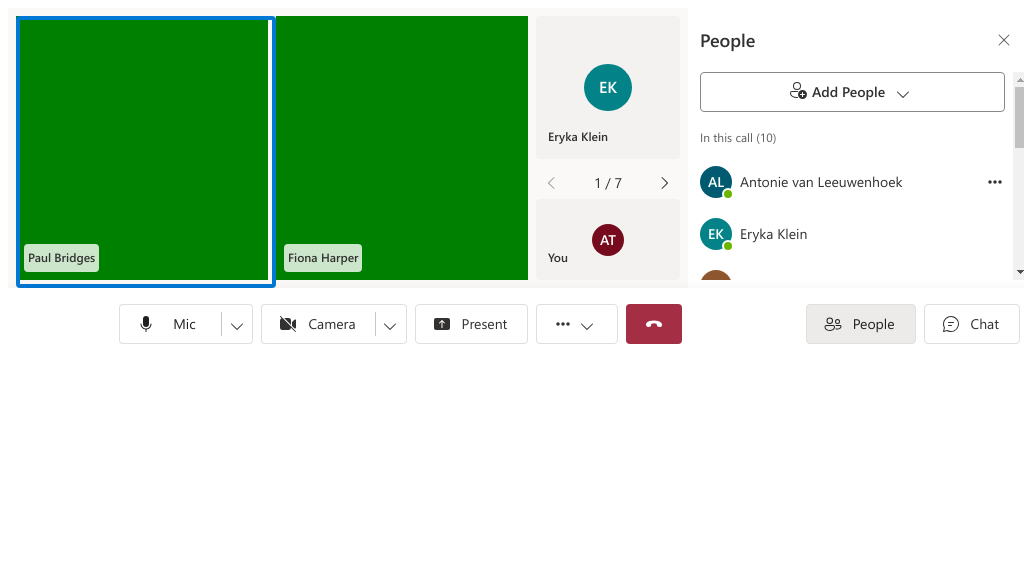 Paul Bridges
Fiona Harper
EK
Eryka Klein
1 / 7
AT
You
People
Add People
In this call (10)
AL Antonie van Leeuwenhoek
EK Eryka Klein
Mic
Camera
Present
People
Chat